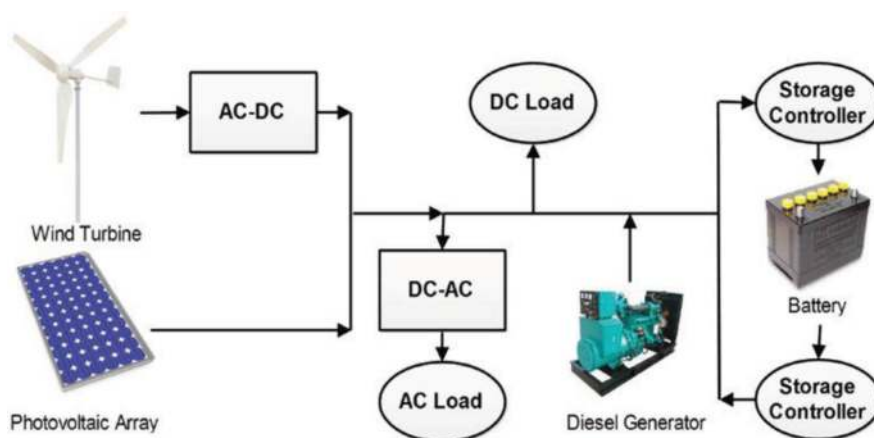 Wind Turbine
AC-DC
DC Load
Storage
Controller
Photovoltaic Array
DC-AC
AC Load
Diesel Generator
Battery
Storage
Controller